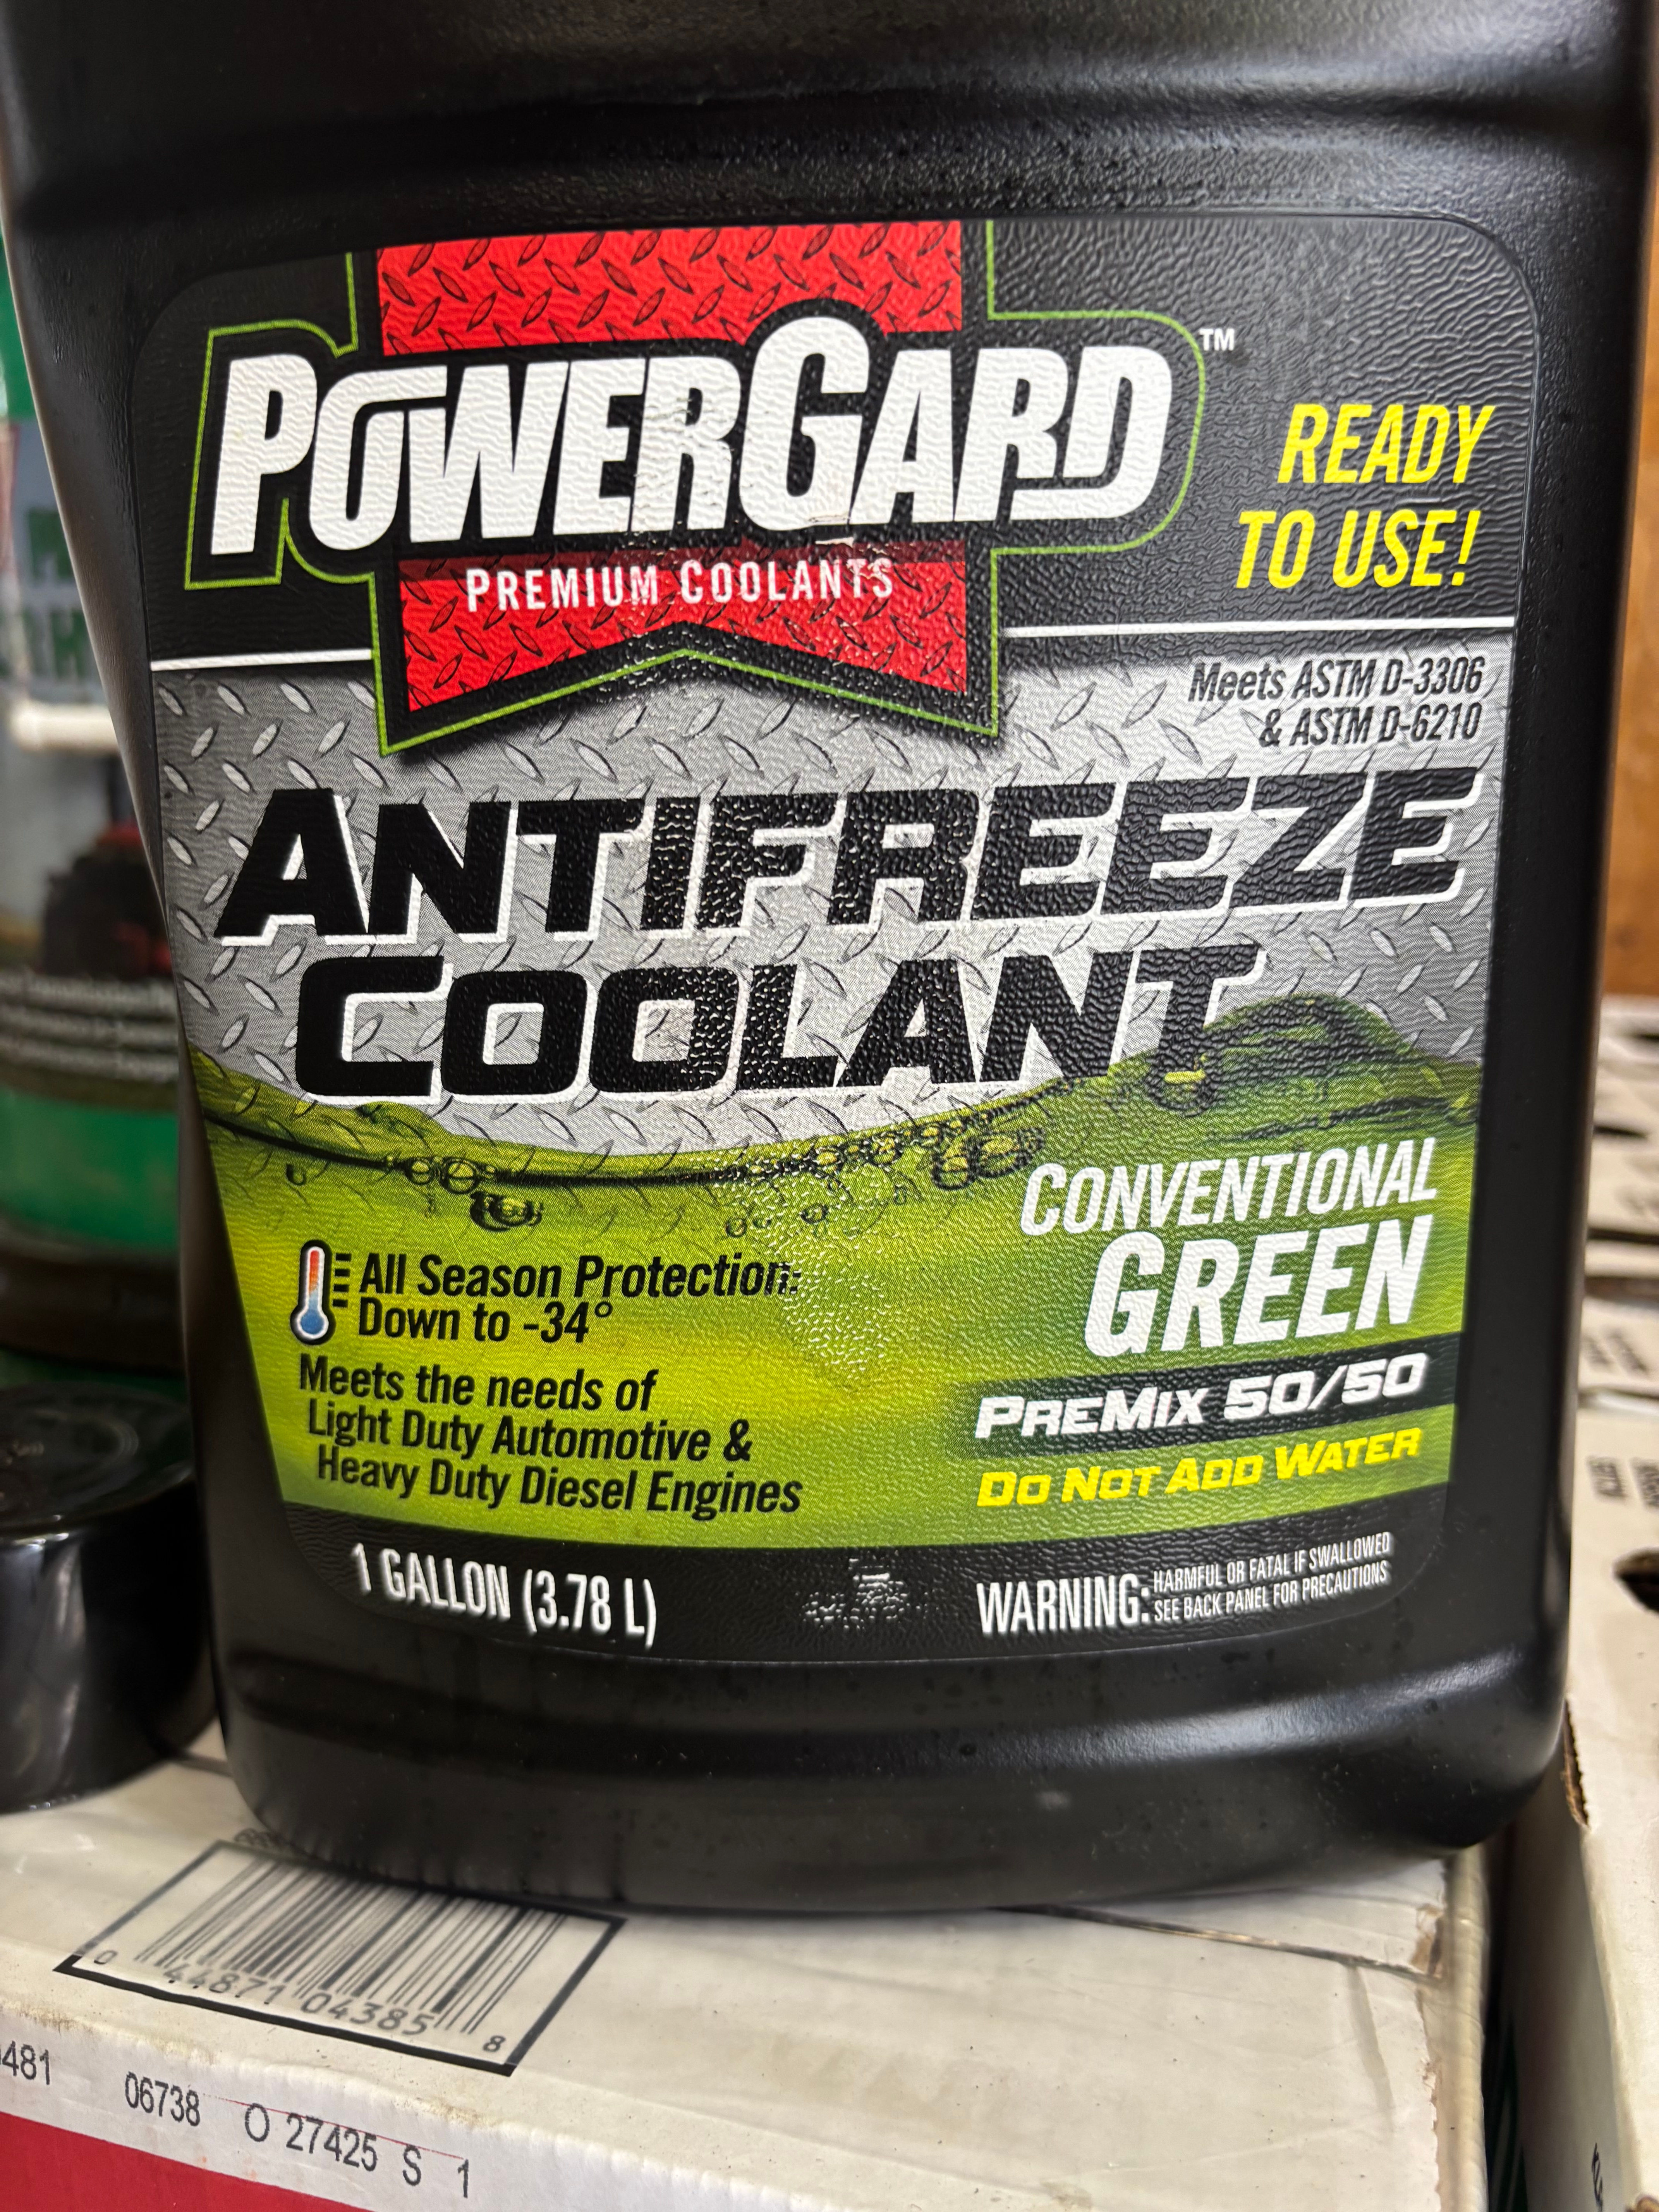 POWERGARD™
PREMIUM COOLANTS
READY
TO USE!
Meets ASTM D-3306
& ASTM D-6210
ANTIFREEZE
COOLANT
CONVENTIONAL
GREEN
PREMIX 50/50
DO NOT ADD WATER
All Season Protection:
Down to -34°
Meets the needs of
Light Duty Automotive &
Heavy Duty Diesel Engines
1 GALLON (3.78 L)
WARNING: HARMFUL OR FATAL IF SWALLOWED
SEE BACK PANEL FOR PRECAUTIONS
0 44871 04385 8
481 06738 O 27425 S 1